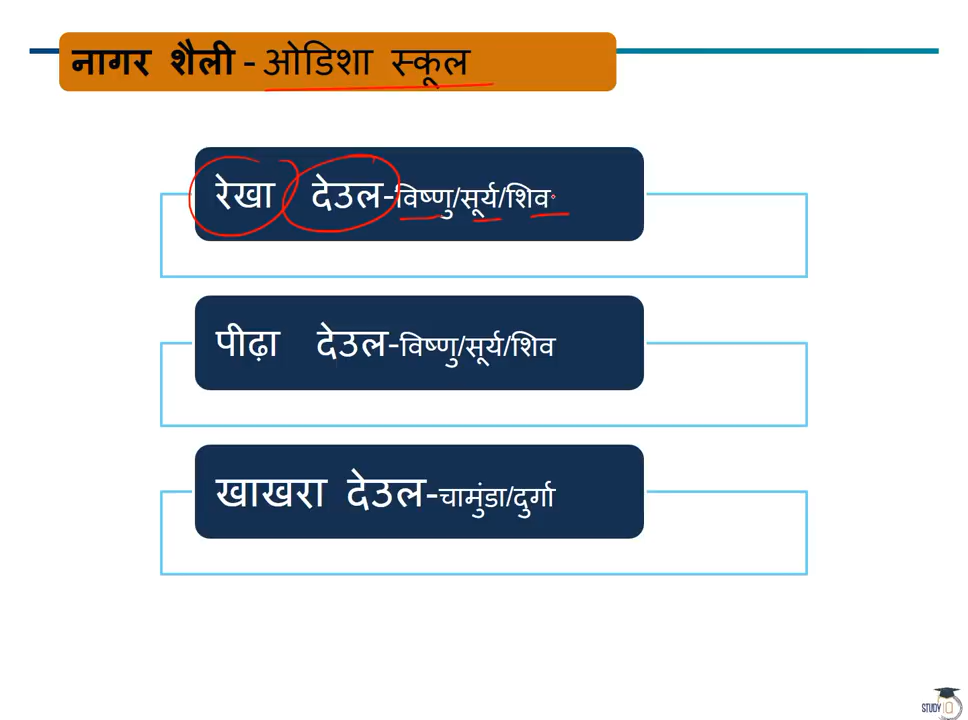 नागर शैली - ओडिशा स्कूल
रेखा देउल-विष्णु/सूर्य/शिव
पीढ़ा देउल-विष्णु/सूर्य/शिव
खाखरा देउल-चामुंडा/दुर्गा
STUDY IQ